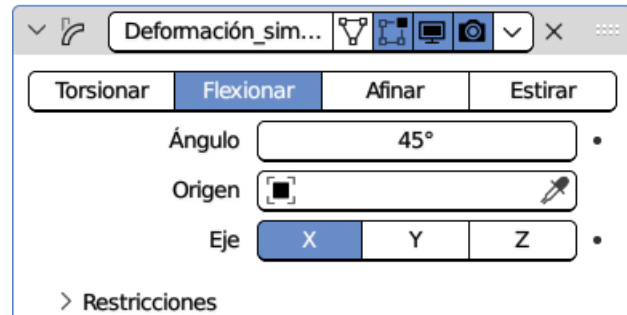 Deformación_sim...
Torsionar Flexionar Afinar Estirar
Ángulo 45°
Origen
Eje X Y Z
Restricciones